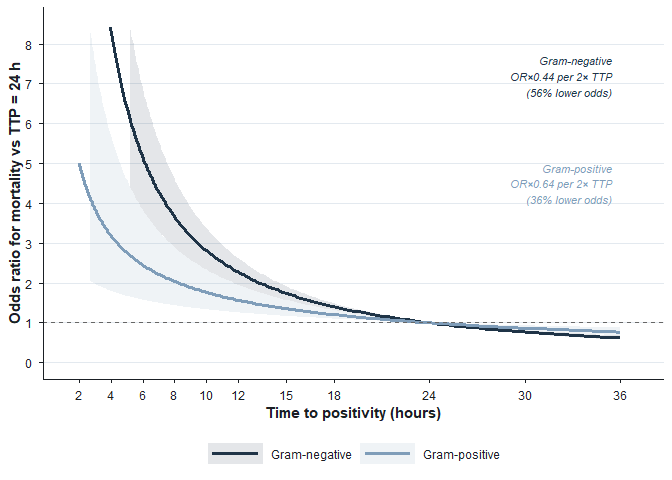 Odds ratio for mortality vs TTP = 24 h
8
7
6
5
4
3
2
1
0
Gram-negative
OR×0.44 per 2× TTP
(56% lower odds)
Gram-positive
OR×0.64 per 2× TTP
(36% lower odds)
2 4 6 8 10 12 15 18 24 30 36
Time to positivity (hours)
Gram-negative Gram-positive